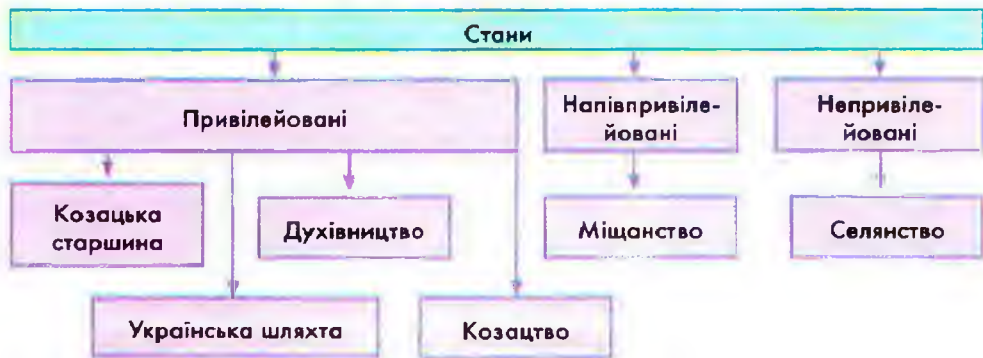 Стани
Привілейовані
Напівпривіле-
йовані
Непривіле-
йовані
Козацька
старшина
Духівництво
Міщанство
Селянство
Українська шляхта
Козацтво